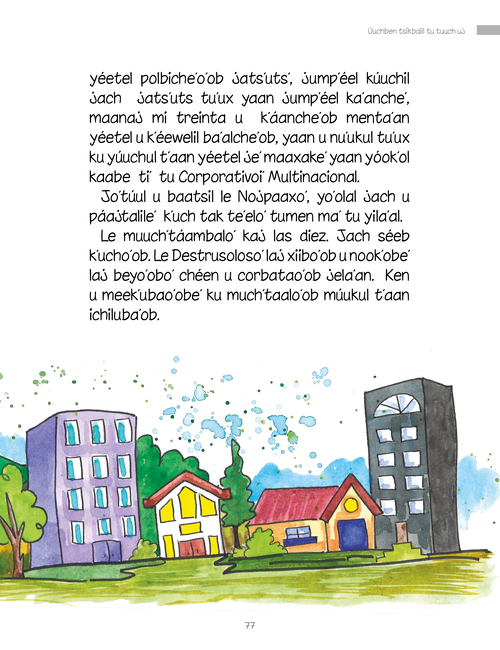 Úuchben tsikbalil tu tuuch uj
yéetel polbiche'o'ob jats'uts', jump'éel kúuchil
jach jats'uts tu'ux yaan jump'éel ka'anche',
maanaj mi treinta u k'áanche'ob menta'an
yéetel u k'éewelil ba'alche'ob, yaan u nu'ukul tu'ux
ku yúuchul t'aan yéetel je' maaxake' yaan yóok'ol
kaabe' ti' tu Corporativoi' Multinacional.
Jo'túul u baatsil le Nojpaaxo', yo'olal jach u
páajtalile' k'uch tak te'elo' tumen ma' tu yila'al.
Le muuch'táambalo' kaj las diez. Jach séeb
k'ucho'ob. Le Destrusoloso' laj xiibo'ob u nook'obe'
laj beyo'obo' chéen u corbatao'ob jela'an. Ken
u meek'ubao'obe' ku much'taalo'ob múukul t'aan
ichiluba'ob.
77